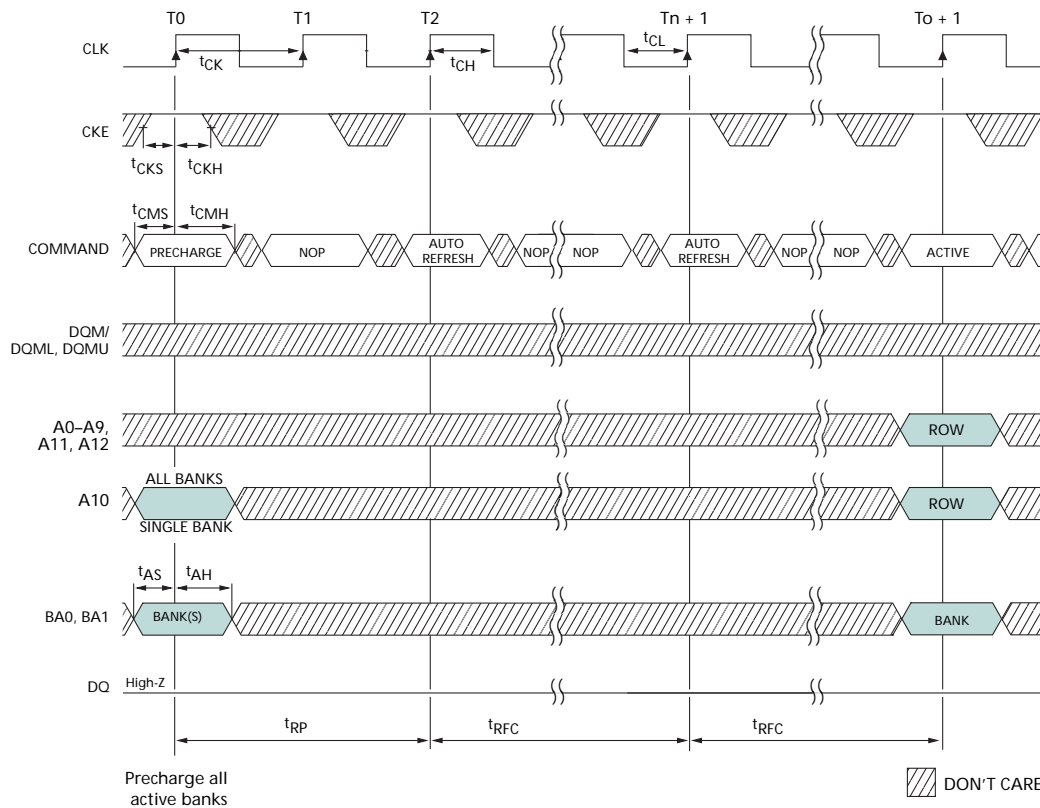 T0 T1 T2 Tn + 1 To + 1
CLK
tCK tCH tCL
CKE
tCKS tCKH
tCMS tCMH
COMMAND PRECHARGE NOP AUTO REFRESH NOP NOP AUTO REFRESH NOP NOP ACTIVE
DQM/
DQML, DQMU
A0–A9,
A11, A12 ROW
ALL BANKS
A10 ROW
SINGLE BANK
tAS tAH
BA0, BA1 BANK(S) BANK
DQ High-Z
tRP tRFC tRFC
Precharge all
active banks
DON'T CARE